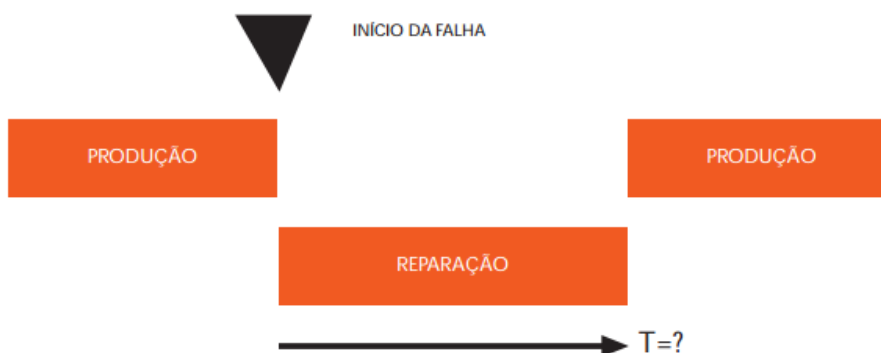 INÍCIO DA FALHA
PRODUÇÃO
PRODUÇÃO
REPARAÇÃO
T=?